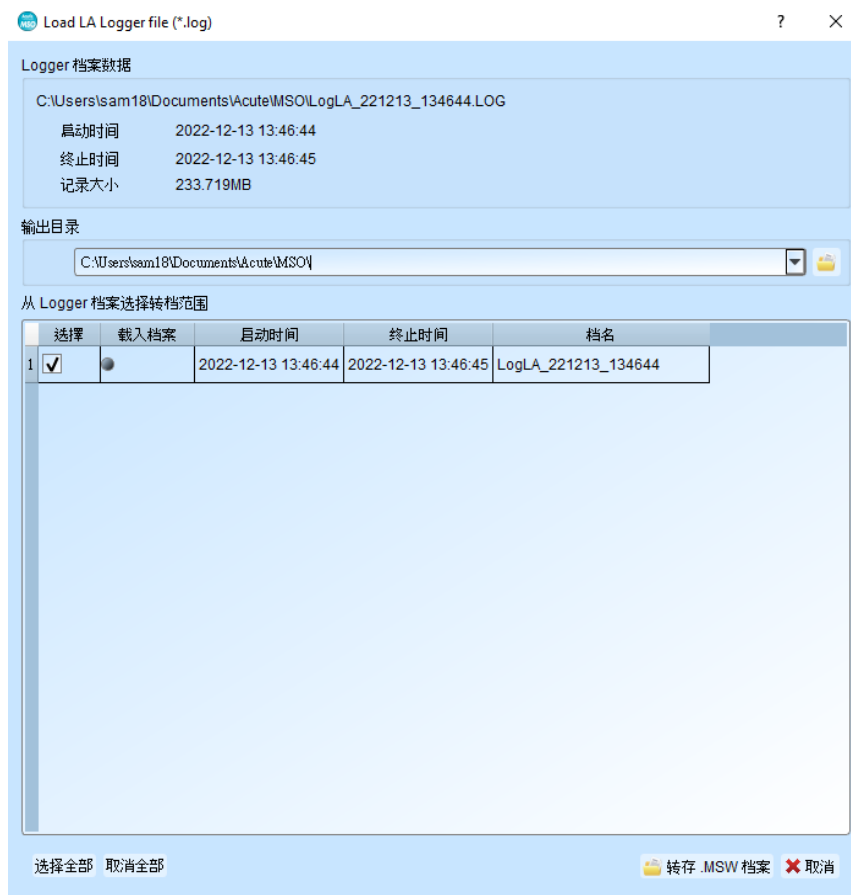 Load LA Logger file (*.log)
Logger 档案数据
C:\Users\sam18\Documents\Acute\MSO\LogLA_221213_134644.LOG
启动时间 2022-12-13 13:46:44
终止时间 2022-12-13 13:46:45
记录大小 233.719MB
输出目录
C:\Users\sam18\Documents\Acute\MSO\
从 Logger 档案选择转档范围
选择 载入档案 启动时间 终止时间 档名
1 2022-12-13 13:46:44 2022-12-13 13:46:45 LogLA_221213_134644
选择全部 取消全部 转存 .MSW 档案 取消